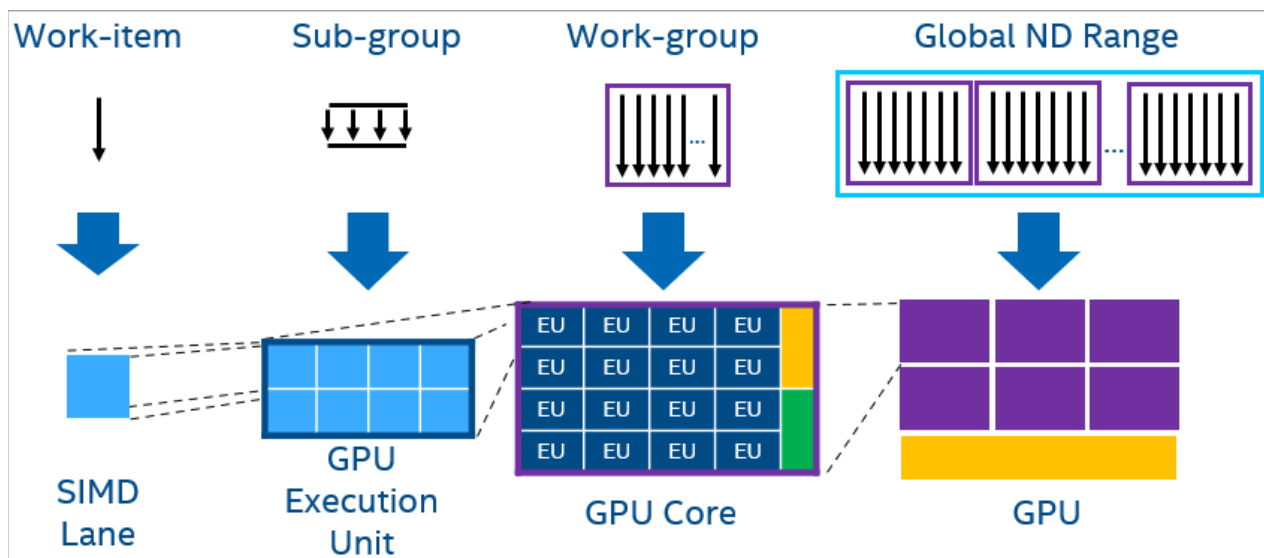 Work-item
Sub-group
Work-group
Global ND Range
...
...
EU EU EU EU
EU EU EU EU
EU EU EU EU
EU EU EU EU
SIMD
Lane
GPU
Execution
Unit
GPU Core
GPU